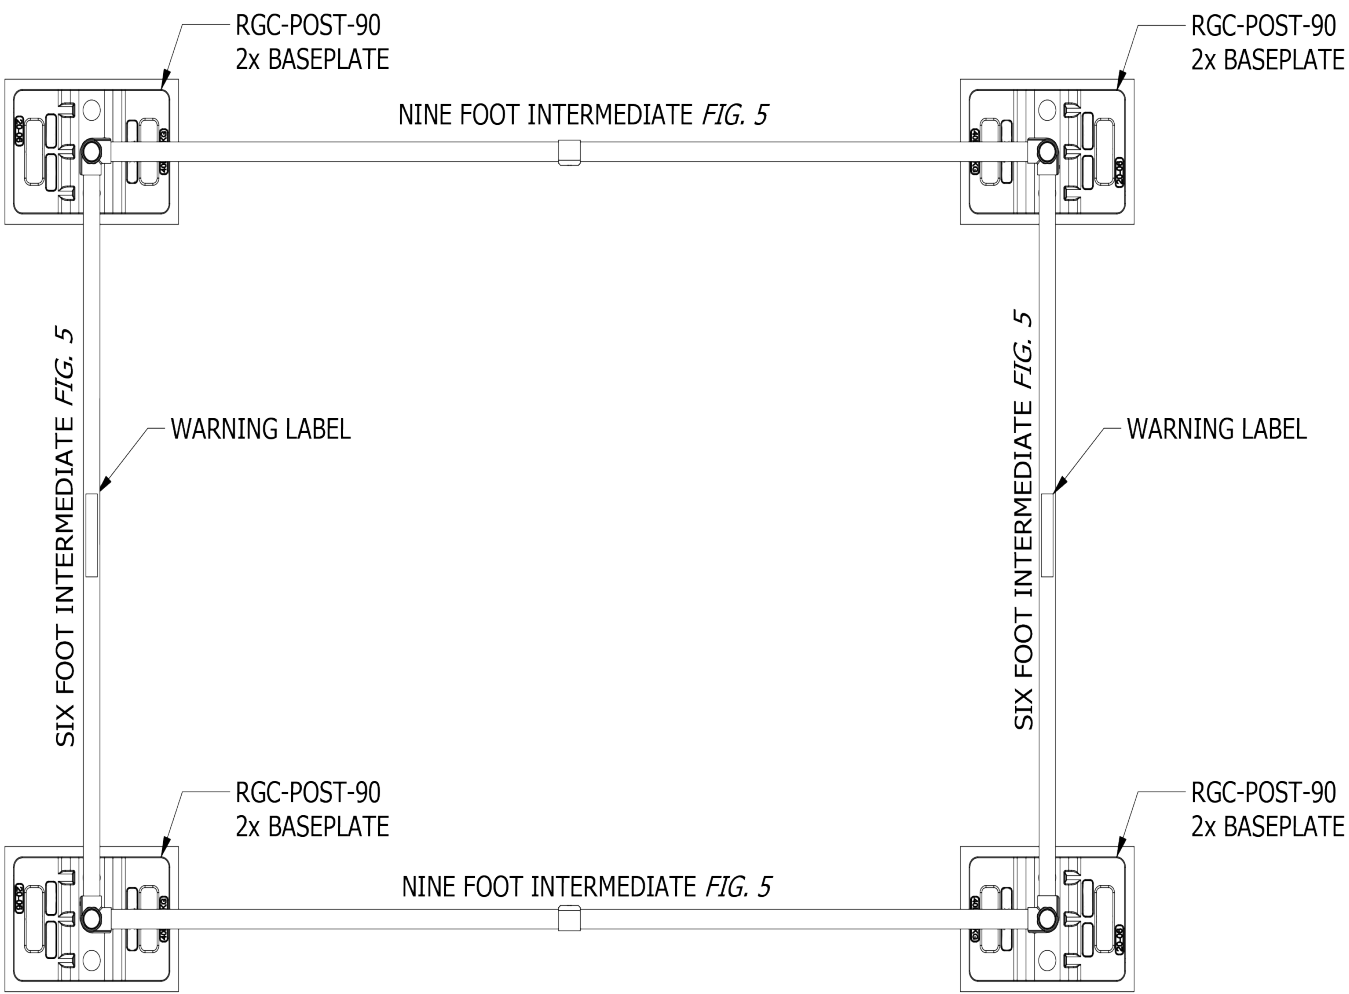 RGC-POST-90
2x BASEPLATE
RGC-POST-90
2x BASEPLATE
NINE FOOT INTERMEDIATE FIG. 5
SIX FOOT INTERMEDIATE FIG. 5
SIX FOOT INTERMEDIATE FIG. 5
WARNING LABEL
WARNING LABEL
RGC-POST-90
2x BASEPLATE
RGC-POST-90
2x BASEPLATE
NINE FOOT INTERMEDIATE FIG. 5